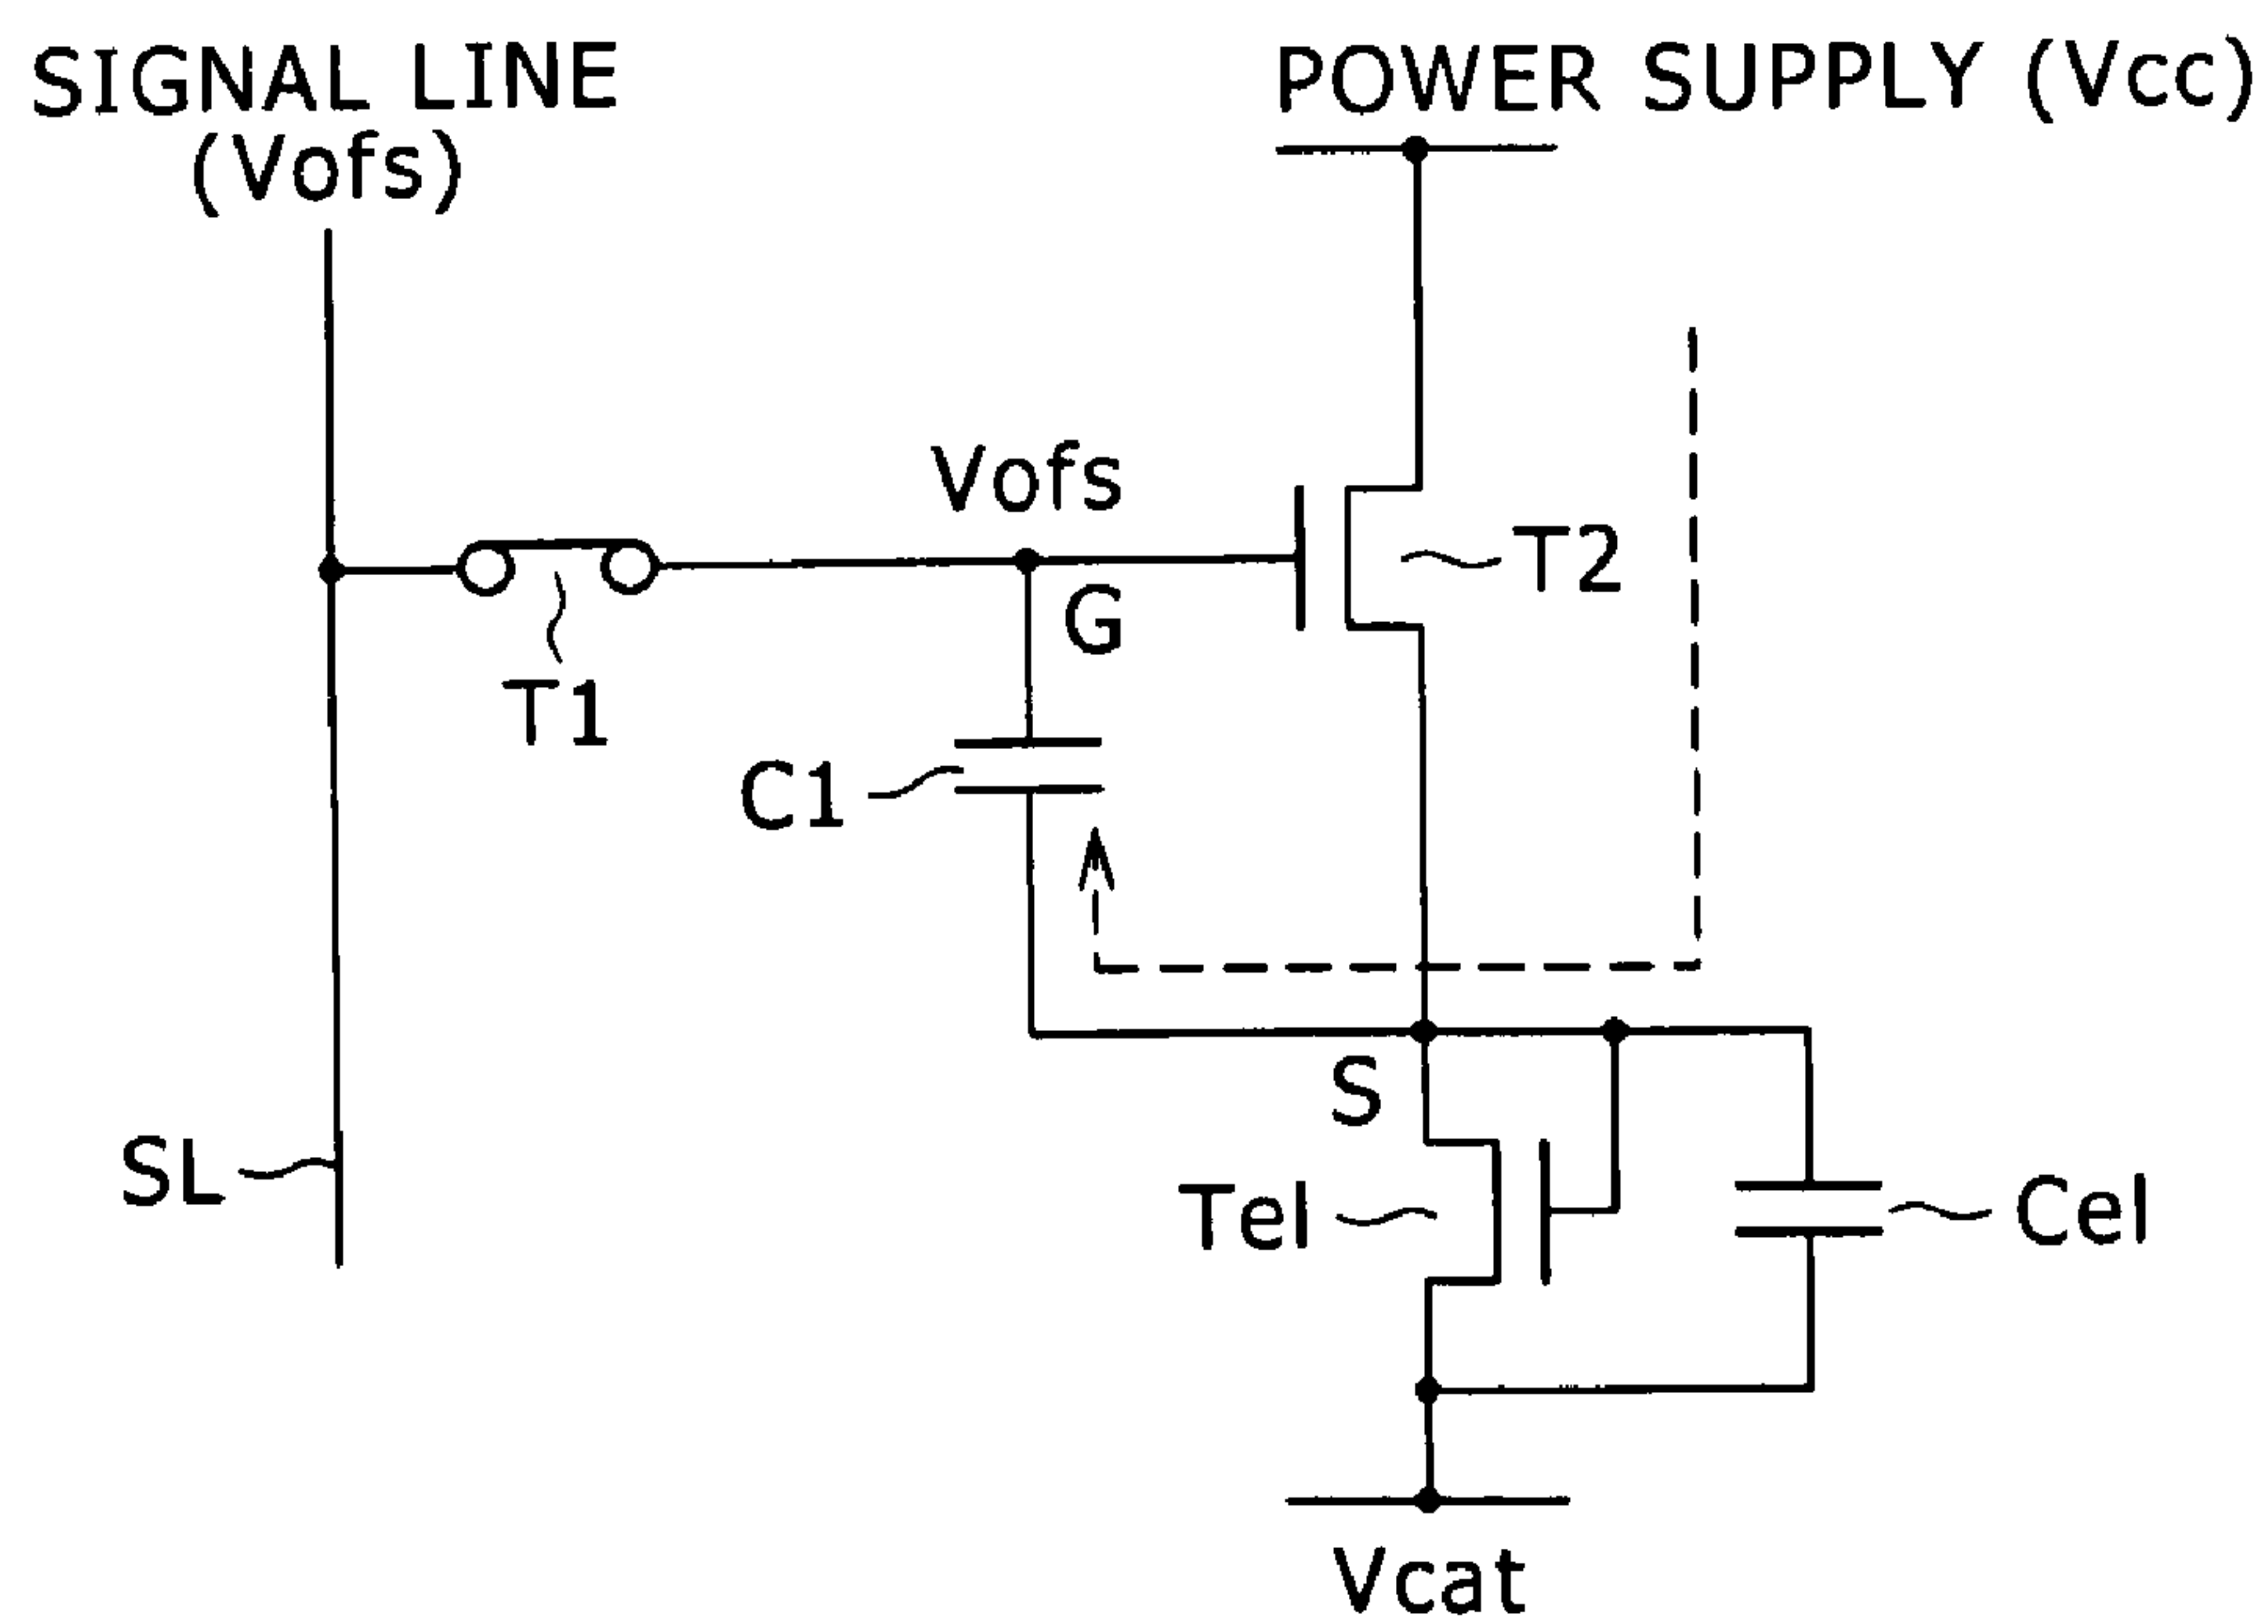 SIGNAL LINE
(Vofs)
POWER SUPPLY (Vcc)
Vofs
G
T2
T1
C1
S
SL
Tel
Cel
Vcat